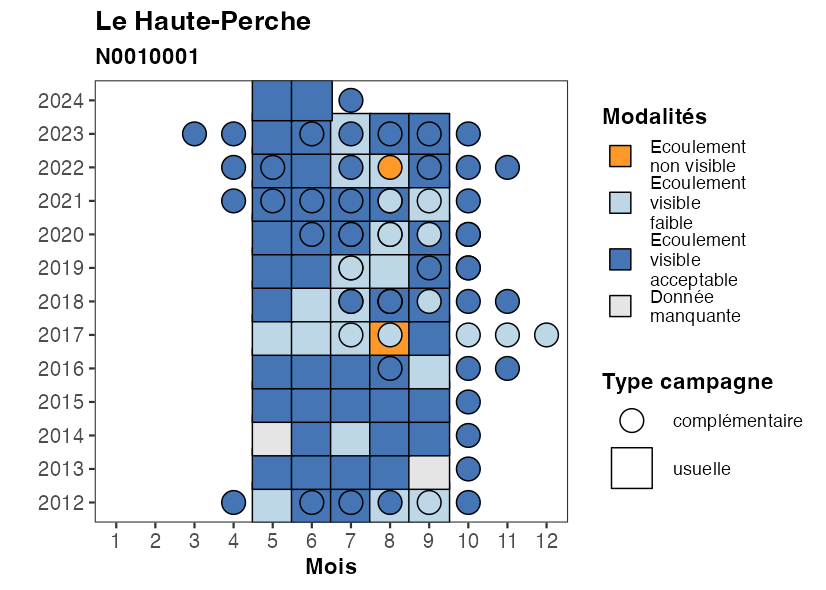 Le Haute-Perche
N0010001
2024
2023
2022
2021
2020
2019
2018
2017
2016
2015
2014
2013
2012
1 2 3 4 5 6 7 8 9 10 11 12
Mois
Modalités
Ecoulement
non visible
Ecoulement
visible
faible
Ecoulement
visible
acceptable
Donnée
manquante
Type campagne
complémentaire
usuelle